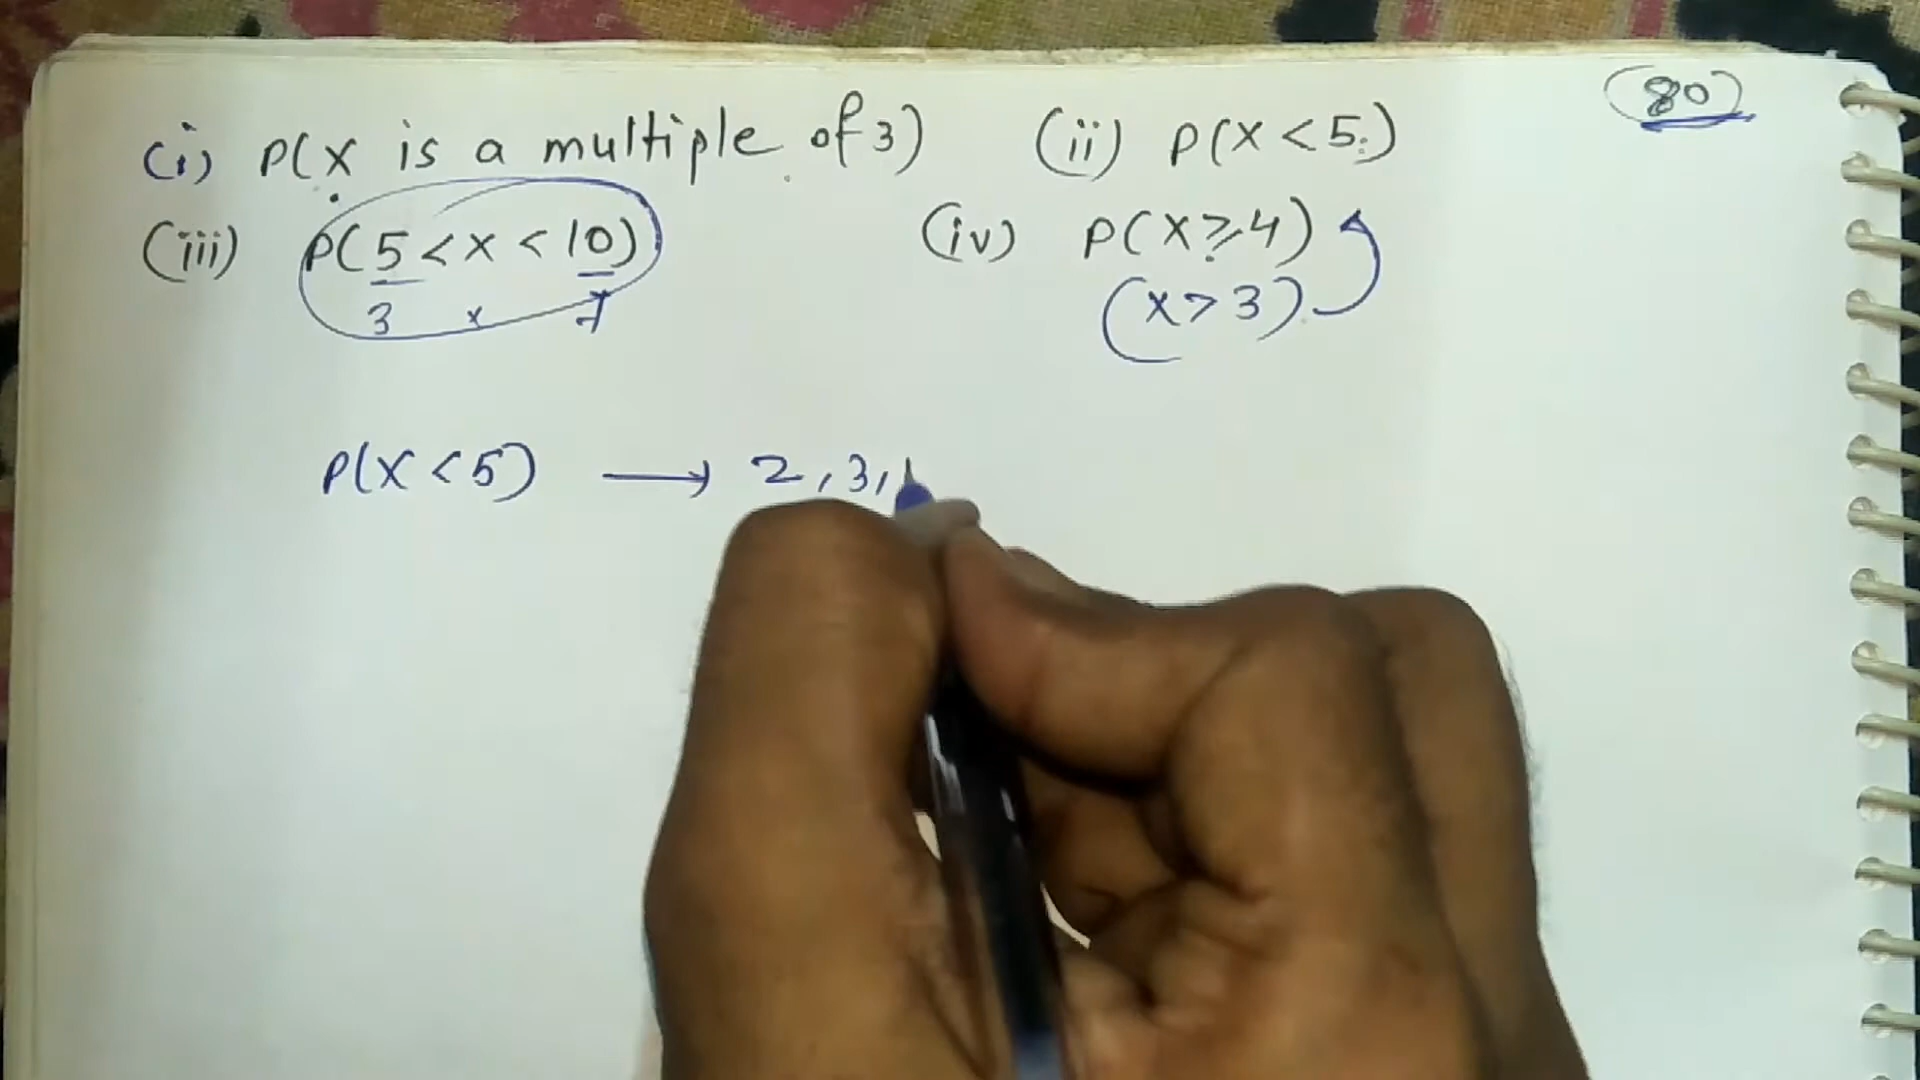 80
(i) P(X is a multiple of 3) (ii) P(X < 5)
(iii) P(5 < x < 10) (iv) P(X ≥ 4)
3 x 7 (x > 3)
P(X < 5) → 2, 3,